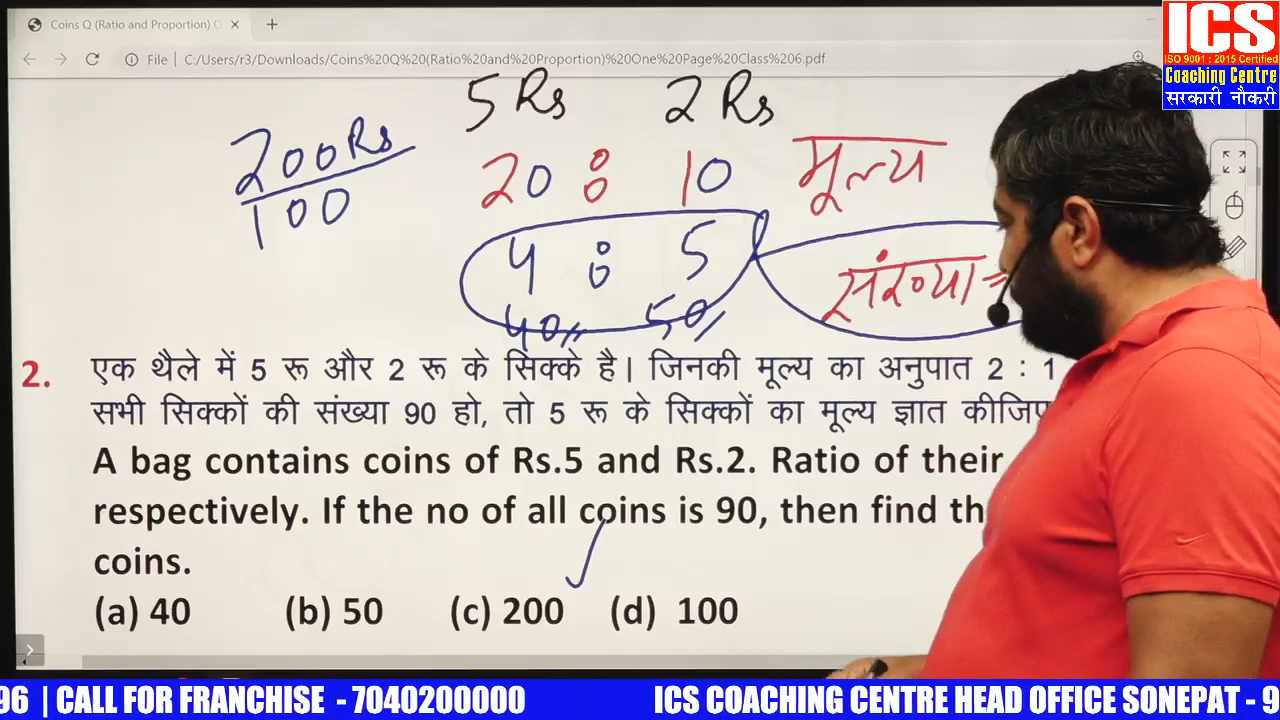 Coins Q (Ratio and Proportion) O
File C:/Users/r3/Downloads/Coins%20Q%20(Ratio%20and%20Proportion)%20One%20Page%20Class%206.pdf
ICS
ISO 9001 : 2015 Certified
Coaching Centre
सरकारी नौकरी
5 Rs 2 Rs
200 Rs
100
20 : 10 मूल्य
4 : 5 संख्या =
40 50
2. एक थैले में 5 रू और 2 रू के सिक्के है। जिनकी मूल्य का अनुपात 2 : 1
सभी सिक्कों की संख्या 90 हो, तो 5 रू के सिक्कों का मूल्य ज्ञात कीजिए
A bag contains coins of Rs.5 and Rs.2. Ratio of their
respectively. If the no of all coins is 90, then find th
coins.
(a) 40 (b) 50 (c) 200 (d) 100
96 | CALL FOR FRANCHISE - 7040200000 ICS COACHING CENTRE HEAD OFFICE SONEPAT - 9